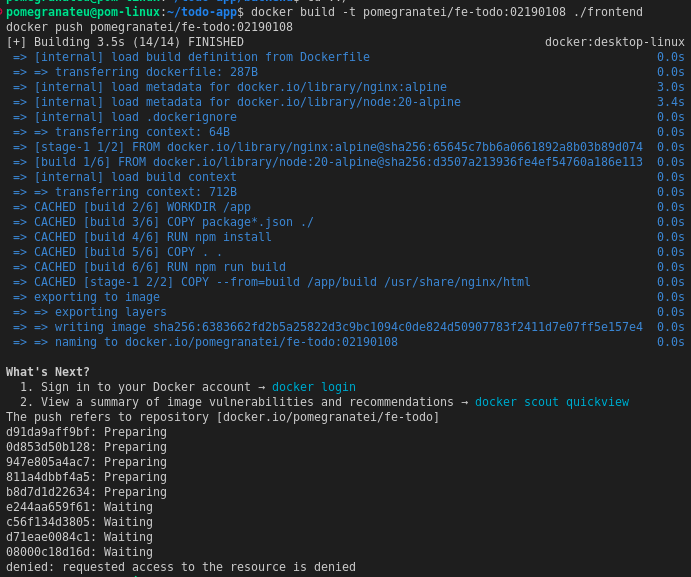 pomegranateu@pom-linux:~/todo-app$ docker build -t pomegranatei/fe-todo:02190108 ./frontend
docker push pomegranatei/fe-todo:02190108
[+] Building 3.5s (14/14) FINISHED docker:desktop-linux
=> [internal] load build definition from Dockerfile 0.0s
=> => transferring dockerfile: 287B 0.0s
=> [internal] load metadata for docker.io/library/nginx:alpine 3.0s
=> [internal] load metadata for docker.io/library/node:20-alpine 3.4s
=> [internal] load .dockerignore 0.0s
=> => transferring context: 64B 0.0s
=> [stage-1 1/2] FROM docker.io/library/nginx:alpine@sha256:65645c7bb6a0661892a8b03b89d074 0.0s
=> [build 1/6] FROM docker.io/library/node:20-alpine@sha256:d3507a213936fe4ef54760a186e113 0.0s
=> [internal] load build context 0.0s
=> => transferring context: 712B 0.0s
=> CACHED [build 2/6] WORKDIR /app 0.0s
=> CACHED [build 3/6] COPY package*.json ./ 0.0s
=> CACHED [build 4/6] RUN npm install 0.0s
=> CACHED [build 5/6] COPY . . 0.0s
=> CACHED [build 6/6] RUN npm run build 0.0s
=> CACHED [stage-1 2/2] COPY --from=build /app/build /usr/share/nginx/html 0.0s
=> exporting to image 0.0s
=> => exporting layers 0.0s
=> => writing image sha256:6383662fd2b5a25822d3c9bc1094c0de824d50907783f2411d7e07ff5e157e4 0.0s
=> => naming to docker.io/pomegranatei/fe-todo:02190108 0.0s
What's Next?
1. Sign in to your Docker account → docker login
2. View a summary of image vulnerabilities and recommendations → docker scout quickview
The push refers to repository [docker.io/pomegranatei/fe-todo]
d91da9aff9bf: Preparing
0d853d50b128: Preparing
947e805a4ac7: Preparing
811a4dbbf4a5: Preparing
b8d7d1d22634: Preparing
e244aa659f61: Waiting
c56f134d3805: Waiting
d71eae0084c1: Waiting
08000c18d16d: Waiting
denied: requested access to the resource is denied